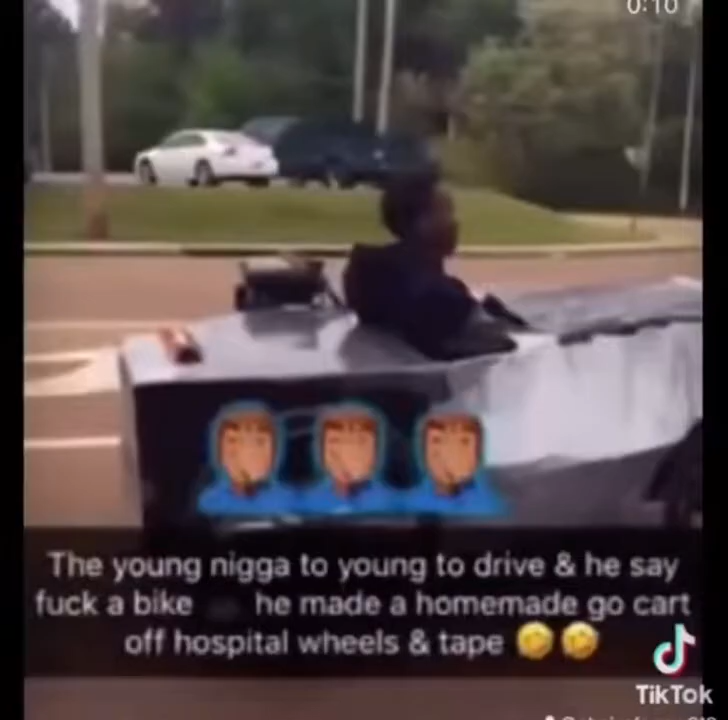 0:10
The young nigga to young to drive & he say
fuck a bike he made a homemade go cart
off hospital wheels & tape 🤣🤣
TikTok